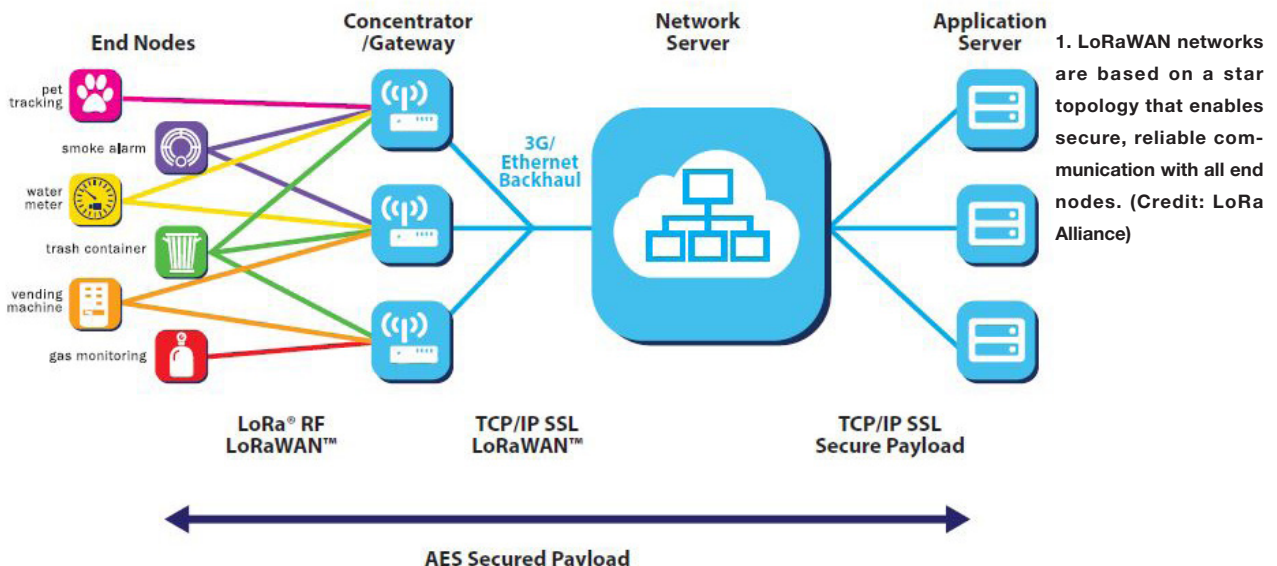 End Nodes
Concentrator
/Gateway
Network
Server
Application
Server
pet
tracking
smoke alarm
water
meter
trash container
vending
machine
gas monitoring
3G/
Ethernet
Backhaul
LoRa® RF
LoRaWAN™
TCP/IP SSL
LoRaWAN™
TCP/IP SSL
Secure Payload
AES Secured Payload
1. LoRaWAN networks
are based on a star
topology that enables
secure, reliable com-
munication with all end
nodes. (Credit: LoRa
Alliance)